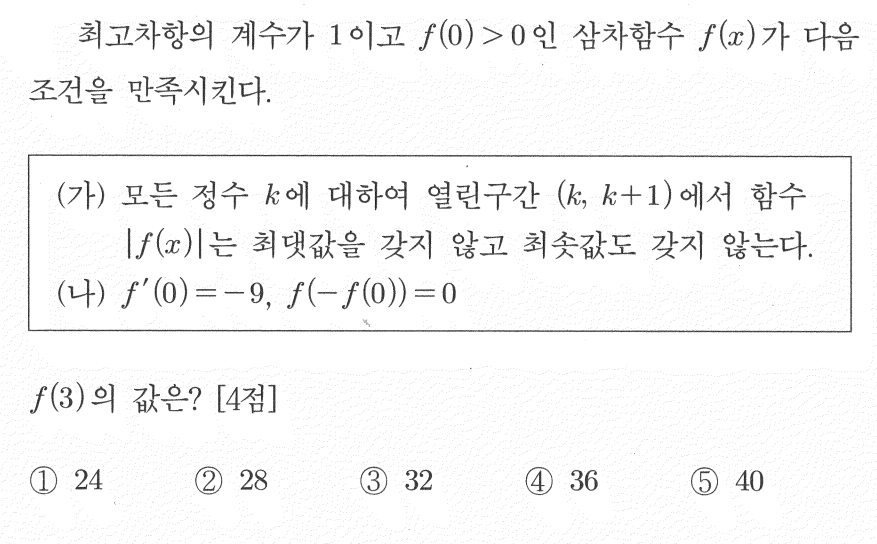 최고차항의 계수가 1이고 f(0)>0인 삼차함수 f(x)가 다음
조건을 만족시킨다.
(가) 모든 정수 k에 대하여 열린구간 (k, k+1)에서 함수
|f(x)|는 최댓값을 갖지 않고 최솟값도 갖지 않는다.
(나) f′(0)=-9, f(-f(0))=0
f(3)의 값은? [4점]
① 24 ② 28 ③ 32 ④ 36 ⑤ 40